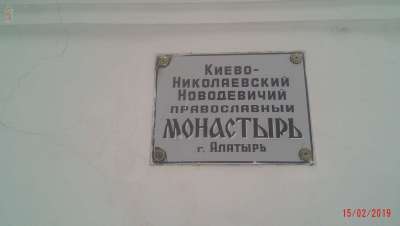 Киево-
Николаевский
Новодевичий
православный
МОНАСТЫРЬ
г. Алатырь
15/02/2019